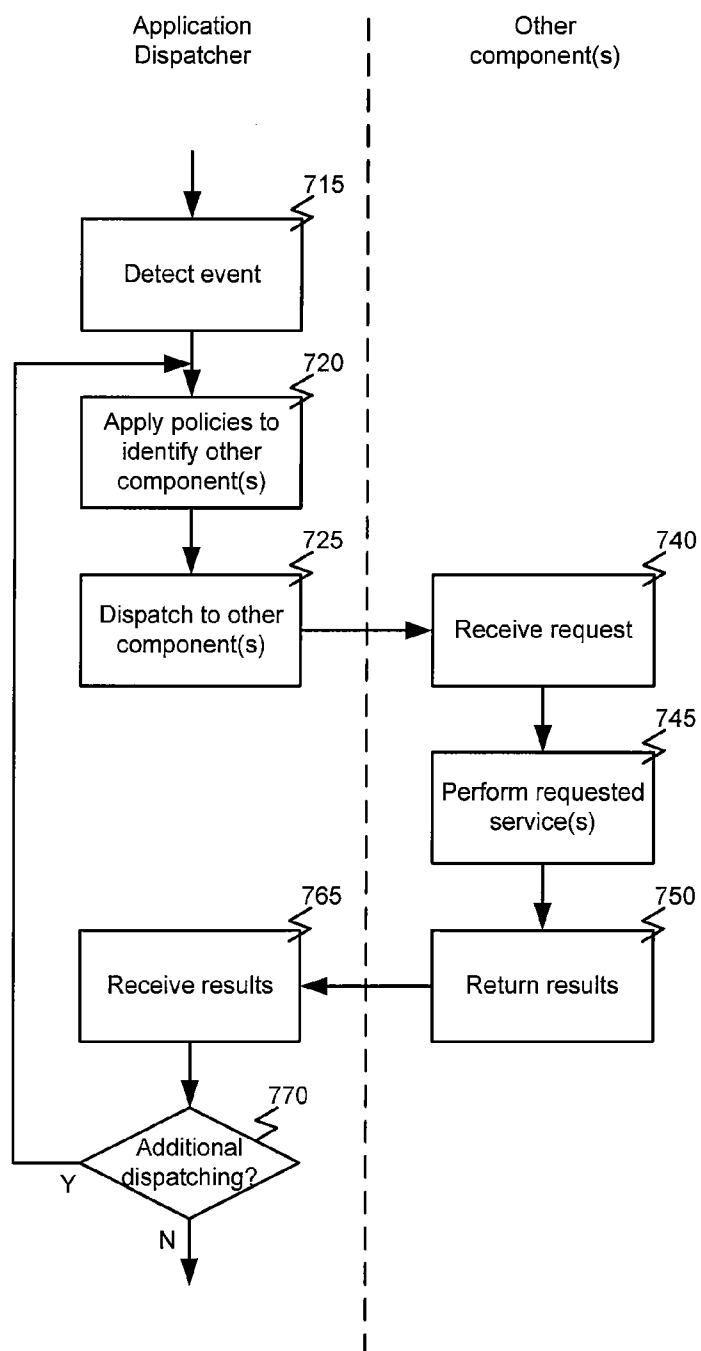 Application
Dispatcher
Other
component(s)
715
Detect event
720
Apply policies to
identify other
component(s)
725
Dispatch to other
component(s)
740
Receive request
745
Perform requested
service(s)
750
Return results
765
Receive results
770
Additional
dispatching?
Y
N